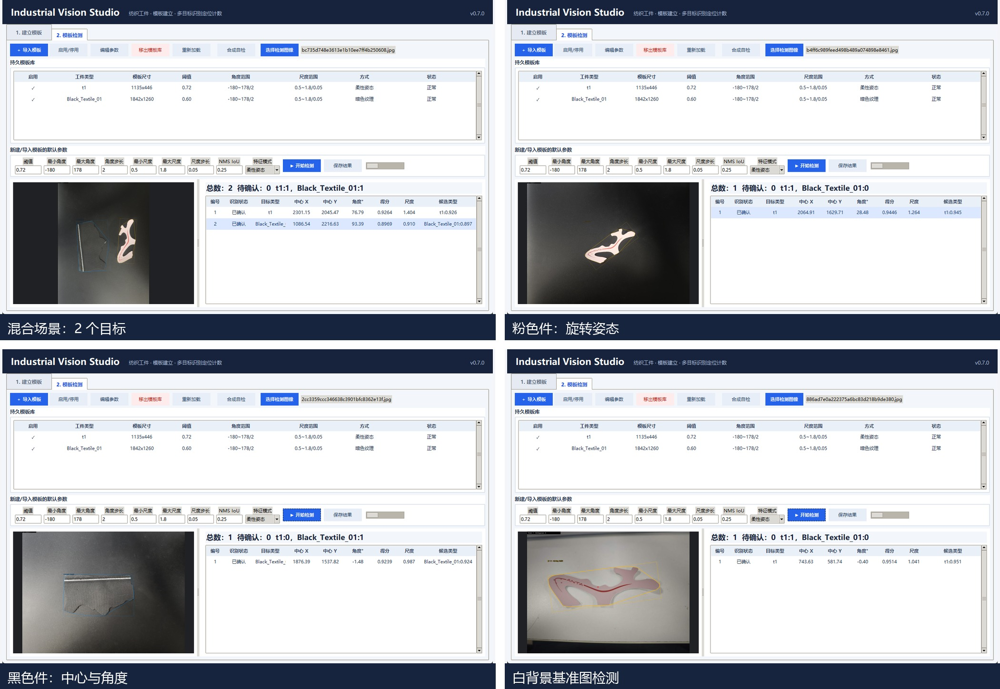 Industrial Vision Studio 纺织工件 · 模板建立 · 多目标识别定位计数 v0.7.0
1. 建立模板 2. 模板检测
+ 导入模板 启用/停用 编辑参数 移出模板库 重新加载 合成自检 选择检测图像 bc735d748e3613e1b10ee7ff4b250608.jpg
持久模板库
启用 工件类型 模板尺寸 阈值 角度范围 尺度范围 方式 状态
✓ t1 1135x446 0.72 -180~178/2 0.5~1.8/0.05 柔性姿态 正常
✓ Black_Textile_01 1842x1260 0.60 -180~178/2 0.5~1.8/0.05 暗色纹理 正常
新建/导入模板的默认参数
阈值 最小角度 最大角度 角度步长 最小尺度 最大尺度 尺度步长 NMS IoU 特征模式
0.72 -180 178 2 0.5 1.8 0.05 0.25 柔性姿态 ▶ 开始检测 保存结果
总数: 2 待确认: 0 t1:1, Black_Textile_01:1
编号 识别状态 目标类型 中心 X 中心 Y 角度° 得分 尺度 候选类型
1 已确认 t1 2301.15 2045.47 76.79 0.9264 1.404 t1:0.926
2 已确认 Black_Textile_ 1086.54 2216.63 93.39 0.8969 0.910 Black_Textile_01:0.897
混合场景：2 个目标
Industrial Vision Studio 纺织工件 · 模板建立 · 多目标识别定位计数 v0.7.0
1. 建立模板 2. 模板检测
+ 导入模板 启用/停用 编辑参数 移出模板库 重新加载 合成自检 选择检测图像 b4ff6c989feed498b489a074898e8461.jpg
持久模板库
启用 工件类型 模板尺寸 阈值 角度范围 尺度范围 方式 状态
✓ t1 1135x446 0.72 -180~178/2 0.5~1.8/0.05 柔性姿态 正常
✓ Black_Textile_01 1842x1260 0.60 -180~178/2 0.5~1.8/0.05 暗色纹理 正常
新建/导入模板的默认参数
阈值 最小角度 最大角度 角度步长 最小尺度 最大尺度 尺度步长 NMS IoU 特征模式
0.72 -180 178 2 0.5 1.8 0.05 0.25 柔性姿态 ▶ 开始检测 保存结果
总数: 1 待确认: 0 t1:1, Black_Textile_01:0
编号 识别状态 目标类型 中心 X 中心 Y 角度° 得分 尺度 候选类型
1 已确认 t1 2064.91 1629.71 28.48 0.9446 1.264 t1:0.945
ANTA
粉色件：旋转姿态
Industrial Vision Studio 纺织工件 · 模板建立 · 多目标识别定位计数 v0.7.0
1. 建立模板 2. 模板检测
+ 导入模板 启用/停用 编辑参数 移出模板库 重新加载 合成自检 选择检测图像 2cc3359ccc346638c3901bfc8362e13f.jpg
持久模板库
启用 工件类型 模板尺寸 阈值 角度范围 尺度范围 方式 状态
✓ t1 1135x446 0.72 -180~178/2 0.5~1.8/0.05 柔性姿态 正常
✓ Black_Textile_01 1842x1260 0.60 -180~178/2 0.5~1.8/0.05 暗色纹理 正常
新建/导入模板的默认参数
阈值 最小角度 最大角度 角度步长 最小尺度 最大尺度 尺度步长 NMS IoU 特征模式
0.72 -180 178 2 0.5 1.8 0.05 0.25 柔性姿态 ▶ 开始检测 保存结果
总数: 1 待确认: 0 t1:0, Black_Textile_01:1
编号 识别状态 目标类型 中心 X 中心 Y 角度° 得分 尺度 候选类型
1 已确认 Black_Textile_ 1876.39 1537.82 -1.48 0.9239 0.987 Black_Textile_01:0.924
黑色件：中心与角度
Industrial Vision Studio 纺织工件 · 模板建立 · 多目标识别定位计数 v0.7.0
1. 建立模板 2. 模板检测
+ 导入模板 启用/停用 编辑参数 移出模板库 重新加载 合成自检 选择检测图像 886ad7e0a222375a6bc83d218b9de380.jpg
持久模板库
启用 工件类型 模板尺寸 阈值 角度范围 尺度范围 方式 状态
✓ t1 1135x446 0.72 -180~178/2 0.5~1.8/0.05 柔性姿态 正常
✓ Black_Textile_01 1842x1260 0.60 -180~178/2 0.5~1.8/0.05 暗色纹理 正常
新建/导入模板的默认参数
阈值 最小角度 最大角度 角度步长 最小尺度 最大尺度 尺度步长 NMS IoU 特征模式
0.72 -180 178 2 0.5 1.8 0.05 0.25 柔性姿态 ▶ 开始检测 保存结果
总数: 1 待确认: 0 t1:1, Black_Textile_01:0
编号 识别状态 目标类型 中心 X 中心 Y 角度° 得分 尺度 候选类型
1 已确认 t1 743.63 581.74 -0.40 0.9514 1.041 t1:0.951
ANTA
白背景基准图检测